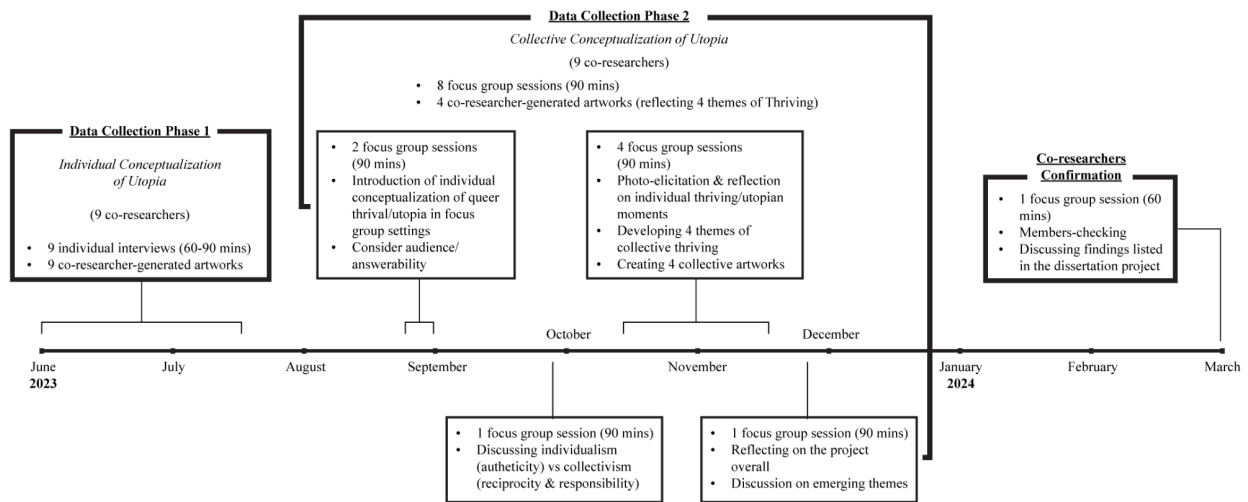 Data Collection Phase 2
Collective Conceptualization of Utopia
(9 co-researchers)
• 8 focus group sessions (90 mins)
• 4 co-researcher-generated artworks (reflecting 4 themes of Thriving)
Data Collection Phase 1
Individual Conceptualization
of Utopia
(9 co-researchers)
• 9 individual interviews (60-90 mins)
• 9 co-researcher-generated artworks
• 2 focus group sessions
(90 mins)
• Introduction of individual
conceptualization of queer
thrival/utopia in focus
group settings
• Consider audience/
answerability
• 4 focus group sessions
(90 mins)
• Photo-elicitation & reflection
on individual thriving/utopian
moments
• Developing 4 themes of
collective thriving
• Creating 4 collective artworks
Co-researchers
Confirmation
• 1 focus group session (60
mins)
• Members-checking
• Discussing findings listed
in the dissertation project
October
December
June
2023
July
August
September
November
January
2024
February
March
• 1 focus group session (90 mins)
• Discussing individualism
(autheticity) vs collectivism
(reciprocity & responsibility)
• 1 focus group session (90 mins)
• Reflecting on the project
overall
• Discussion on emerging themes